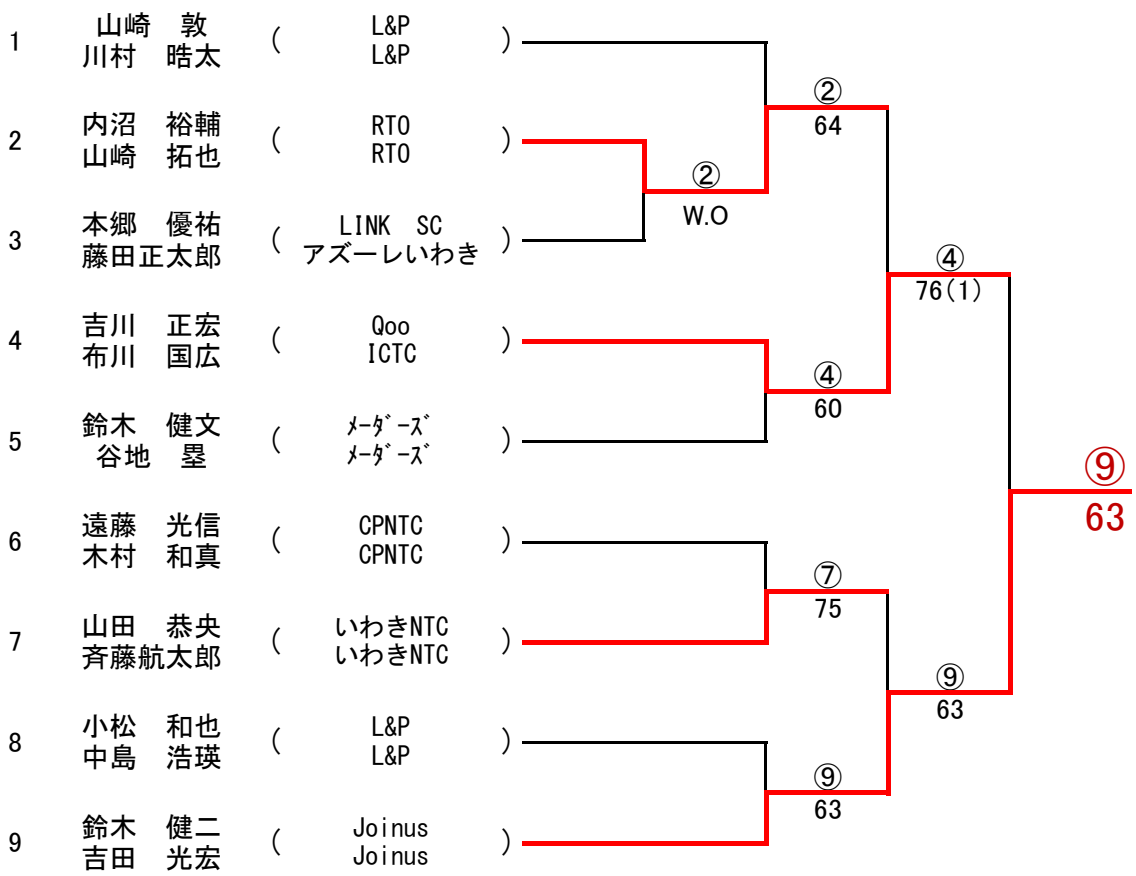 1 山崎 敦 ( L&P )
川村 晧太 L&P
②
64
2 内沼 裕輔 ( RTO )
山崎 拓也 RTO
②
W.O
3 本郷 優祐 ( LINK SC )
藤田正太郎 アズーレいわき
④
76(1)
4 吉川 正宏 ( Qoo )
布川 国広 ICTC
④
60
5 鈴木 健文 ( ﾒｰﾀﾞｰｽﾞ )
谷地 塁 ﾒｰﾀﾞｰｽﾞ
⑨
63
6 遠藤 光信 ( CPNTC )
木村 和真 CPNTC
⑦
75
7 山田 恭央 ( いわきNTC )
斉藤航太郎 いわきNTC
⑨
63
8 小松 和也 ( L&P )
中島 浩瑛 L&P
⑨
63
9 鈴木 健二 ( Joinus )
吉田 光宏 Joinus